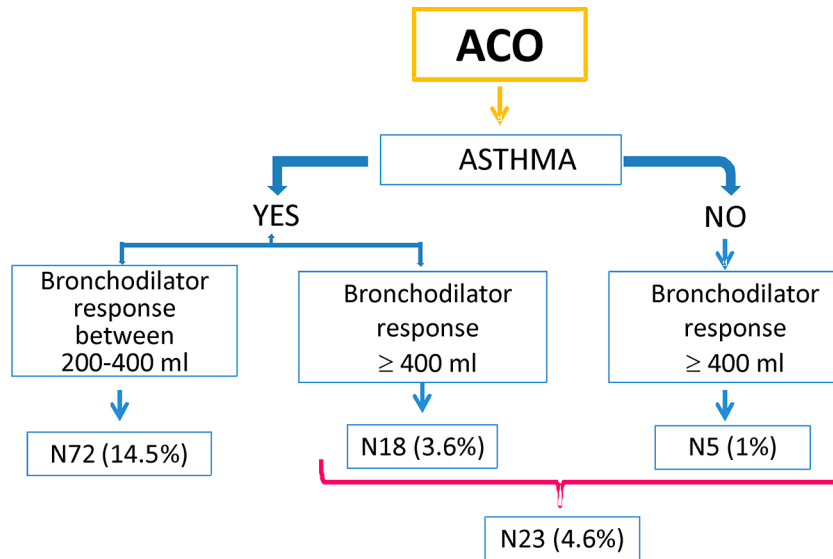 ACO
ASTHMA
YES
NO
Bronchodilator
response
between
200-400 ml
Bronchodilator
response
≥ 400 ml
Bronchodilator
response
≥ 400 ml
N72 (14.5%)
N18 (3.6%)
N5 (1%)
N23 (4.6%)